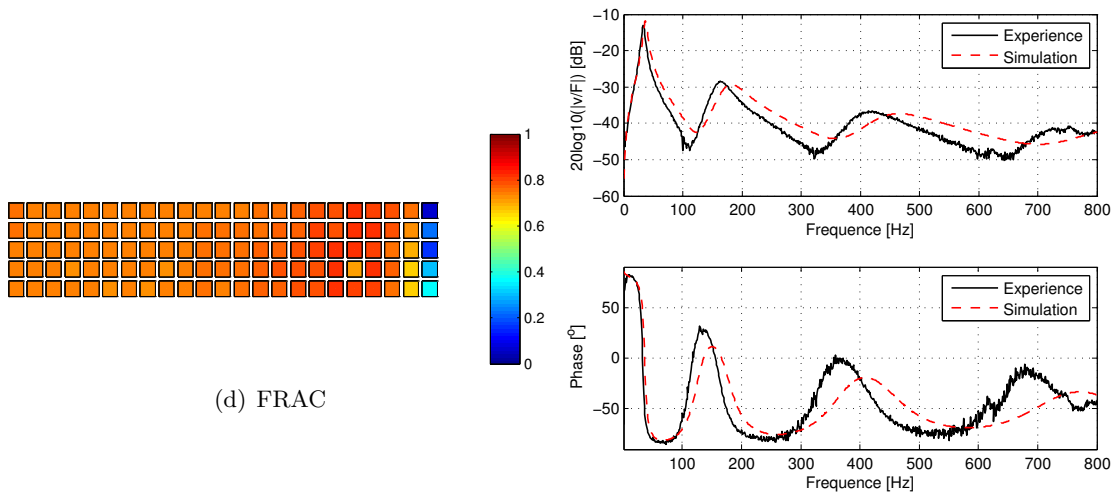 1
0.8
0.6
0.4
0.2
0
(d) FRAC
−10
−20
−30
−40
−50
−60
20log10(|v/F|) [dB]
Experience
Simulation
0 100 200 300 400 500 600 700 800
Frequence [Hz]
50
0
−50
Phase [o]
Experience
Simulation
100 200 300 400 500 600 700 800
Frequence [Hz]